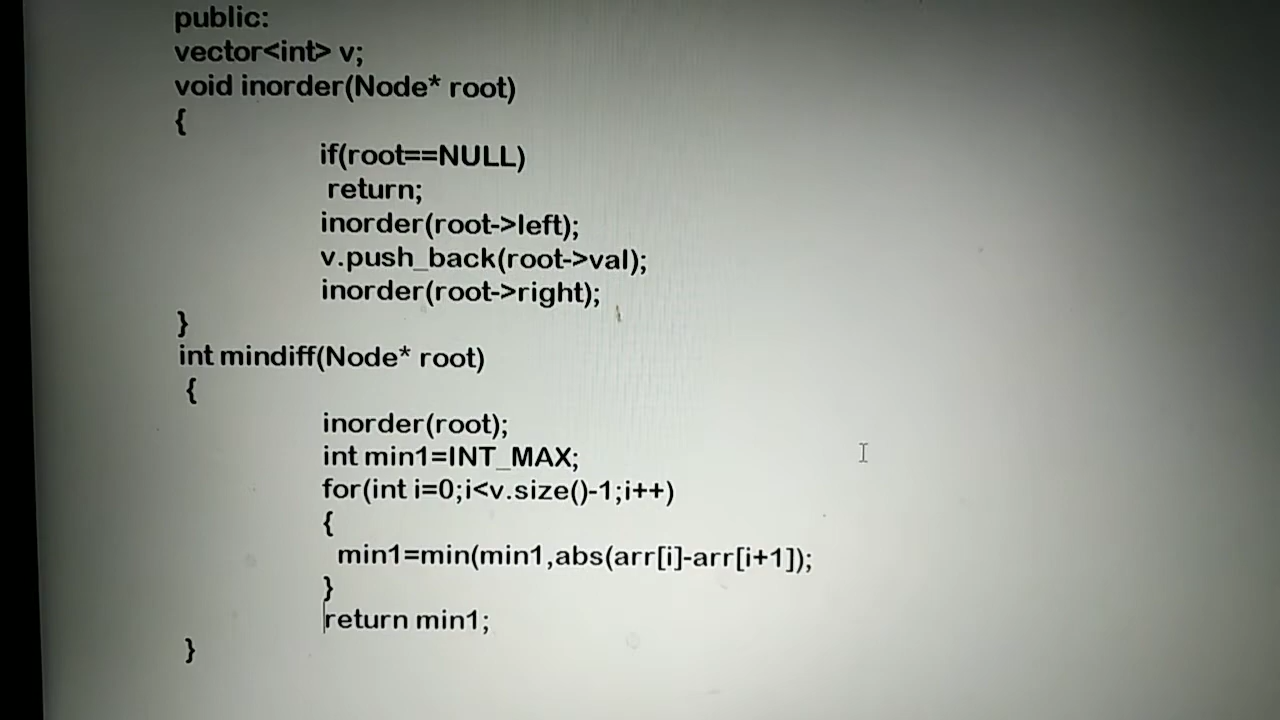 public:
vector<int> v;
void inorder(Node* root)
{
if(root==NULL)
return;
inorder(root->left);
v.push_back(root->val);
inorder(root->right);
}
int mindiff(Node* root)
{
inorder(root);
int min1=INT_MAX;
for(int i=0;i<v.size()-1;i++)
{
min1=min(min1,abs(arr[i]-arr[i+1]);
}
return min1;
}